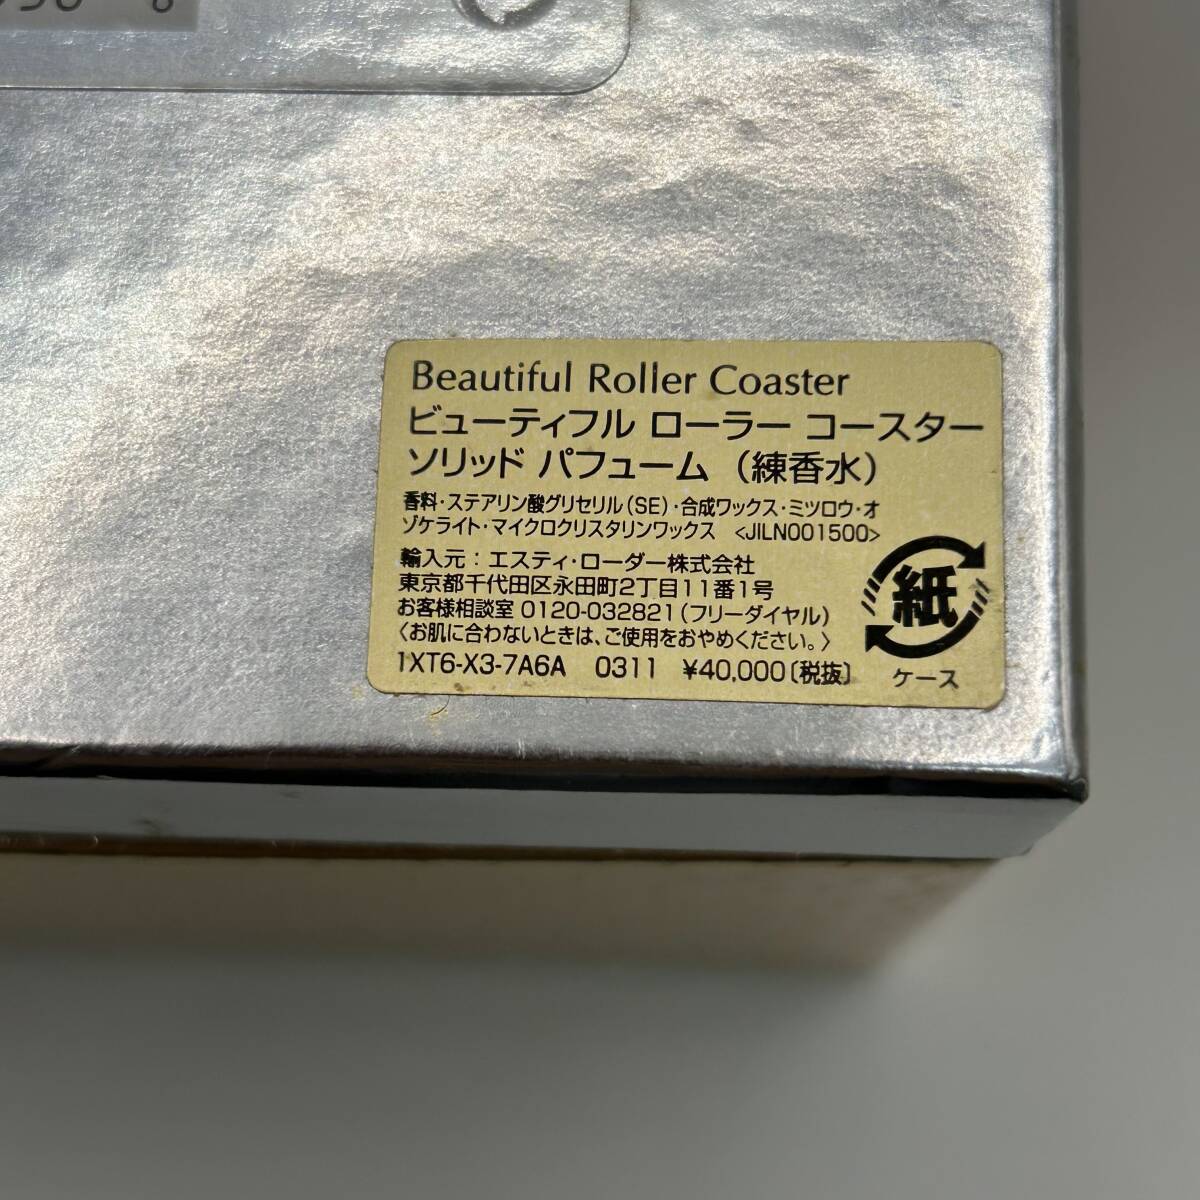 Beautiful Roller Coaster
ビューティフル ローラー コースター
ソリッド パフューム（練香水）
香料・ステアリン酸グリセリル（SE）・合成ワックス・ミツロウ・オ
ゾケライト・マイクロクリスタリンワックス <JILN001500>
輸入元：エスティ・ローダー株式会社
東京都千代田区永田町2丁目11番1号
お客様相談室 0120-032821（フリーダイヤル）
〈お肌に合わないときは、ご使用をおやめください。〉
1XT6-X3-7A6A 0311 ¥40,000〔税抜〕
紙
ケース